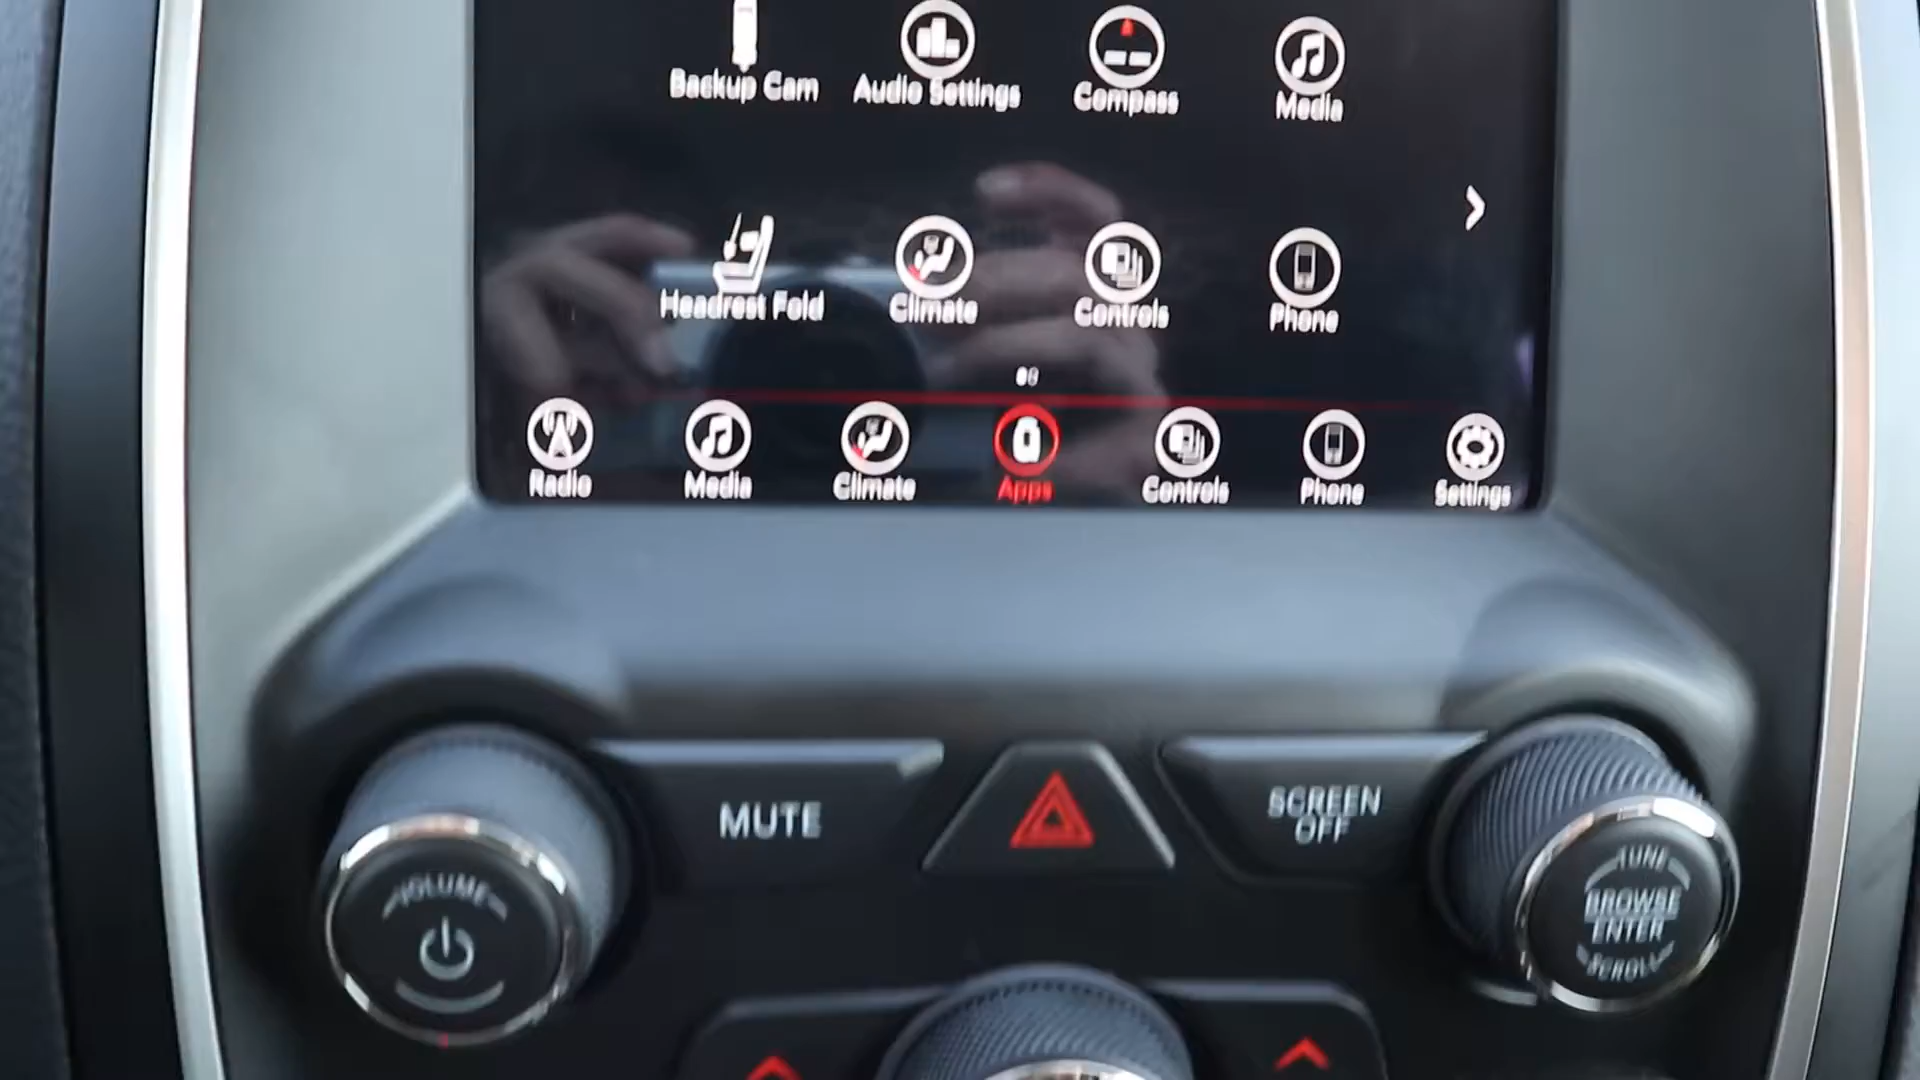 Backup Cam Audio Settings Compass Media
Headrest Fold Climate Controls Phone
Radio Media Climate Apps Controls Phone Settings
MUTE
SCREEN
OFF
VOLUME
TUNE
BROWSE
ENTER
SCROLL